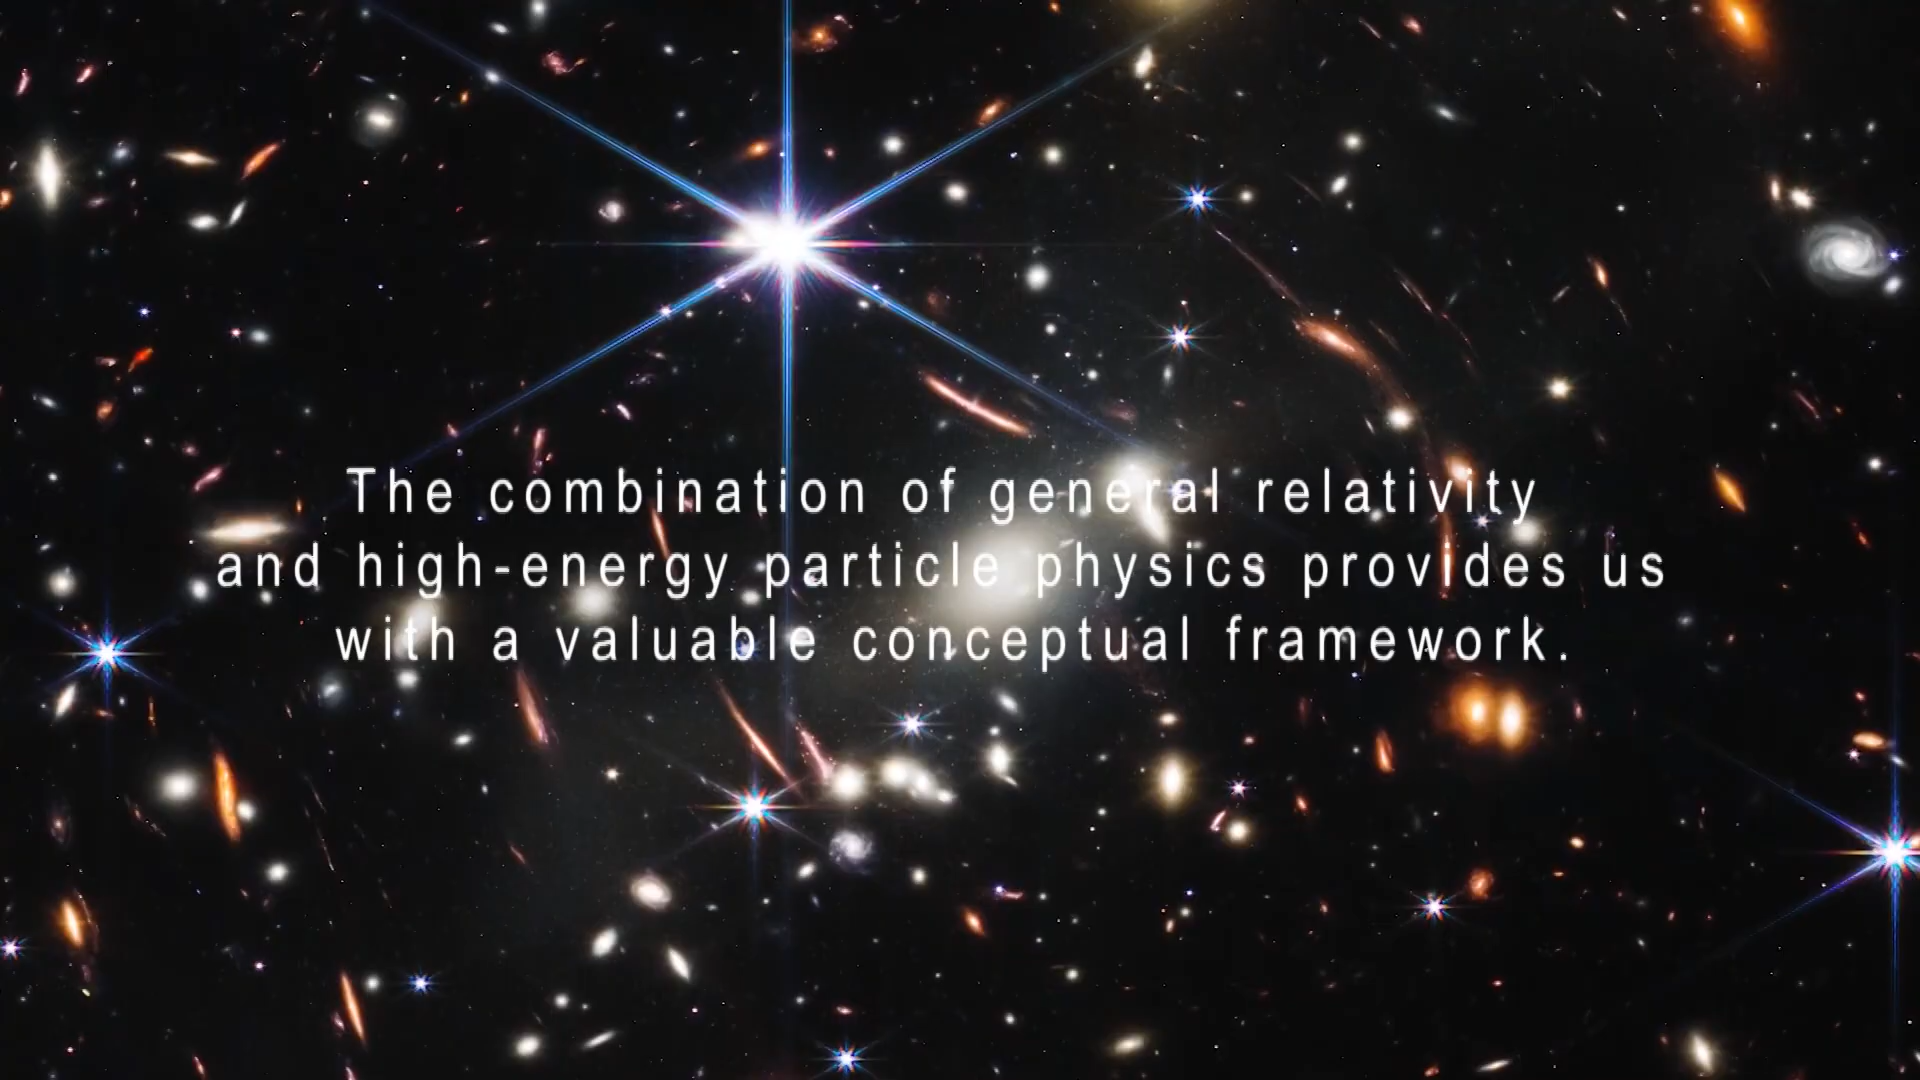 The combination of general relativity
and high-energy particle physics provides us
with a valuable conceptual framework.